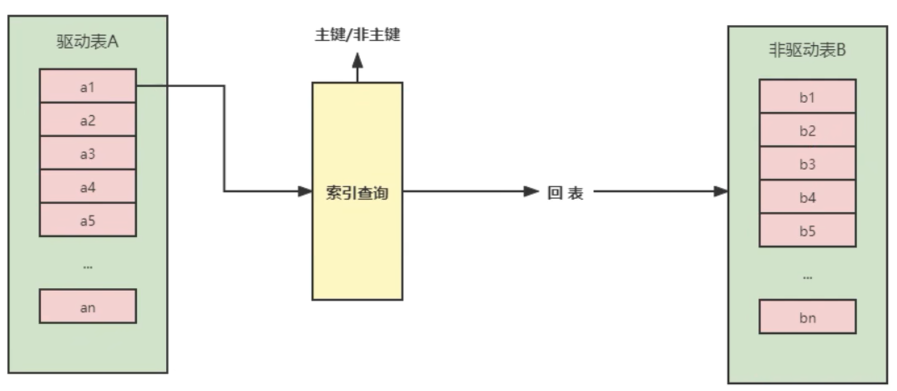 驱动表A
a1
a2
a3
a4
a5
...
an
主键/非主键
索引查询
回 表
非驱动表B
b1
b2
b3
b4
b5
...
bn